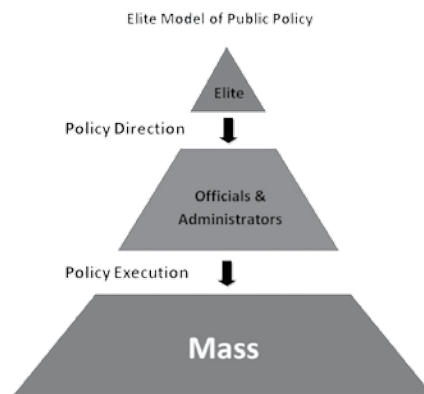 Elite Model of Public Policy
Elite
Policy Direction
Officials &
Administrators
Policy Execution
Mass